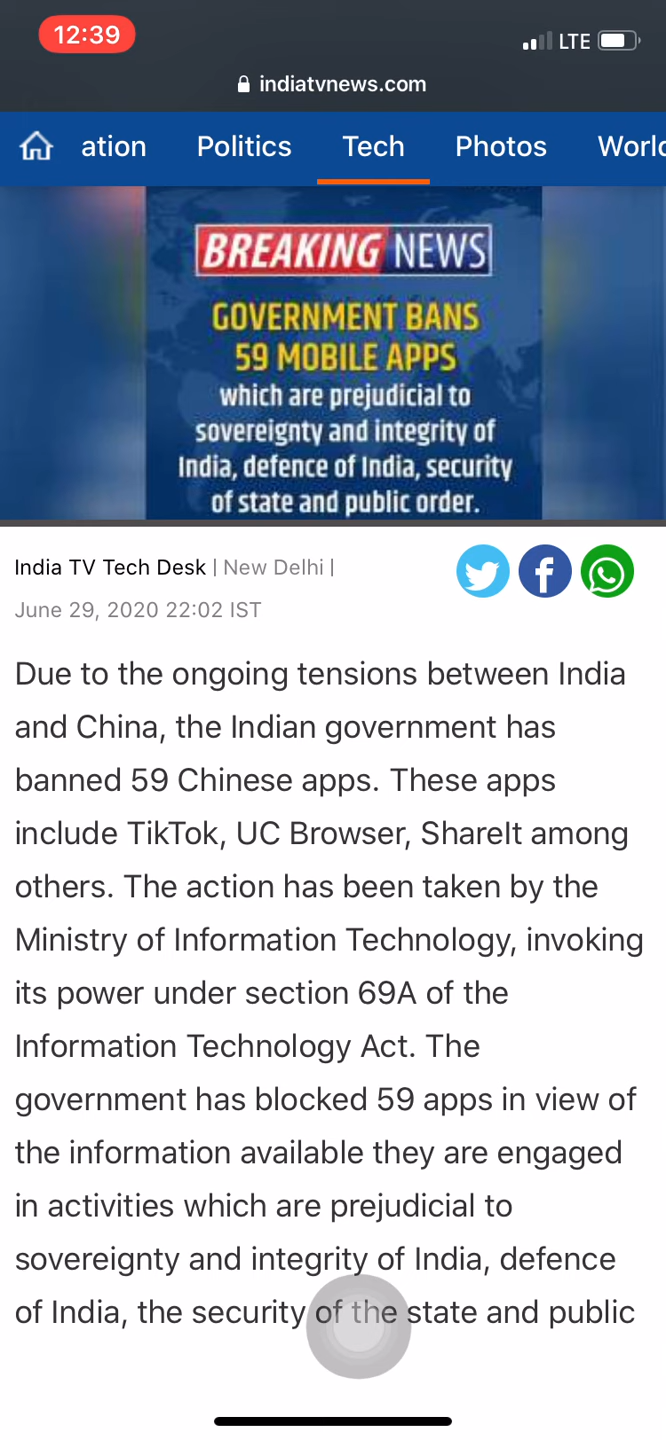 12:39
LTE
indiatvnews.com
ation Politics Tech Photos World
BREAKING NEWS
GOVERNMENT BANS
59 MOBILE APPS
which are prejudicial to
sovereignty and integrity of
India, defence of India, security
of state and public order.
India TV Tech Desk | New Delhi |
June 29, 2020 22:02 IST
Due to the ongoing tensions between India
and China, the Indian government has
banned 59 Chinese apps. These apps
include TikTok, UC Browser, ShareIt among
others. The action has been taken by the
Ministry of Information Technology, invoking
its power under section 69A of the
Information Technology Act. The
government has blocked 59 apps in view of
the information available they are engaged
in activities which are prejudicial to
sovereignty and integrity of India, defence
of India, the security of the state and public